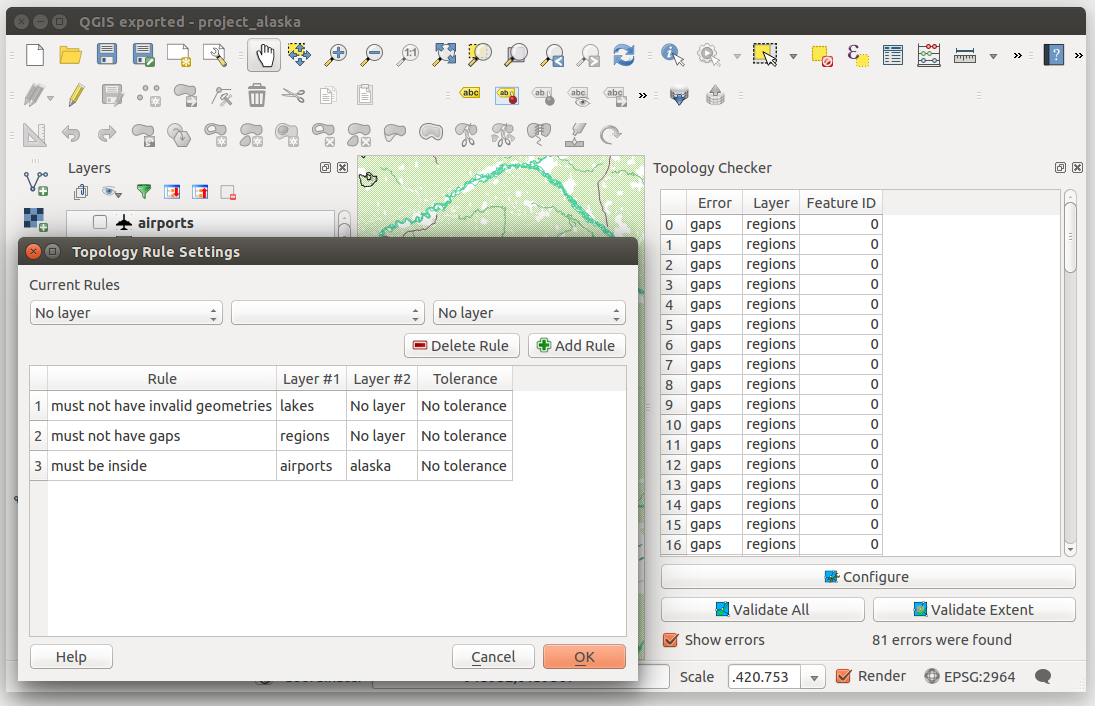 QGIS exported - project_alaska
1:1
abc
ab
ab
abc
abc
Layers
airports
Topology Checker
Error Layer Feature ID
0 gaps regions 0
1 gaps regions 0
2 gaps regions 0
3 gaps regions 0
4 gaps regions 0
5 gaps regions 0
6 gaps regions 0
7 gaps regions 0
8 gaps regions 0
9 gaps regions 0
10 gaps regions 0
11 gaps regions 0
12 gaps regions 0
13 gaps regions 0
14 gaps regions 0
15 gaps regions 0
16 gaps regions 0
Configure
Validate All Validate Extent
Show errors 81 errors were found
Topology Rule Settings
Current Rules
No layer No layer
Delete Rule Add Rule
Rule Layer #1 Layer #2 Tolerance
1 must not have invalid geometries lakes No layer No tolerance
2 must not have gaps regions No layer No tolerance
3 must be inside airports alaska No tolerance
Help Cancel OK
Scale .420.753 Render EPSG:2964